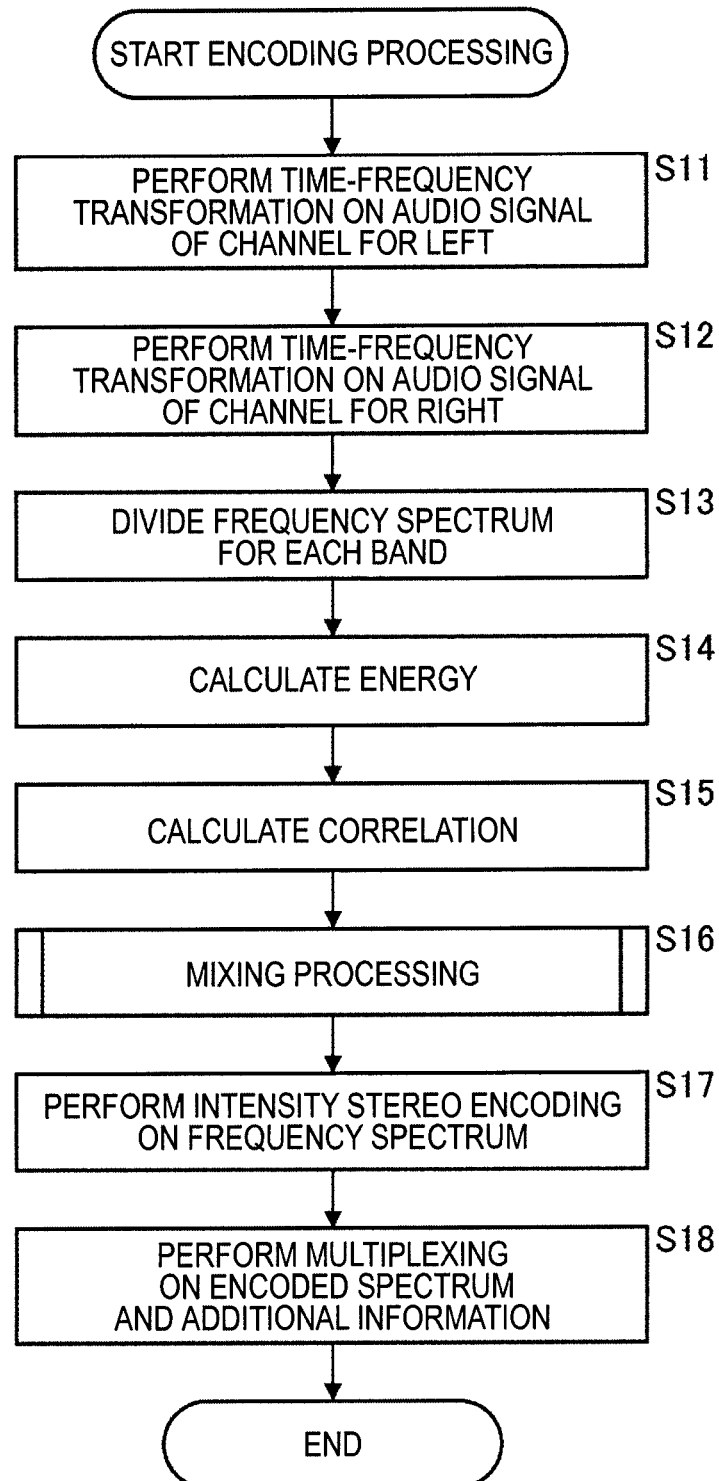 START ENCODING PROCESSING
S11
PERFORM TIME-FREQUENCY
TRANSFORMATION ON AUDIO SIGNAL
OF CHANNEL FOR LEFT
S12
PERFORM TIME-FREQUENCY
TRANSFORMATION ON AUDIO SIGNAL
OF CHANNEL FOR RIGHT
S13
DIVIDE FREQUENCY SPECTRUM
FOR EACH BAND
S14
CALCULATE ENERGY
S15
CALCULATE CORRELATION
S16
MIXING PROCESSING
S17
PERFORM INTENSITY STEREO ENCODING
ON FREQUENCY SPECTRUM
S18
PERFORM MULTIPLEXING
ON ENCODED SPECTRUM
AND ADDITIONAL INFORMATION
END